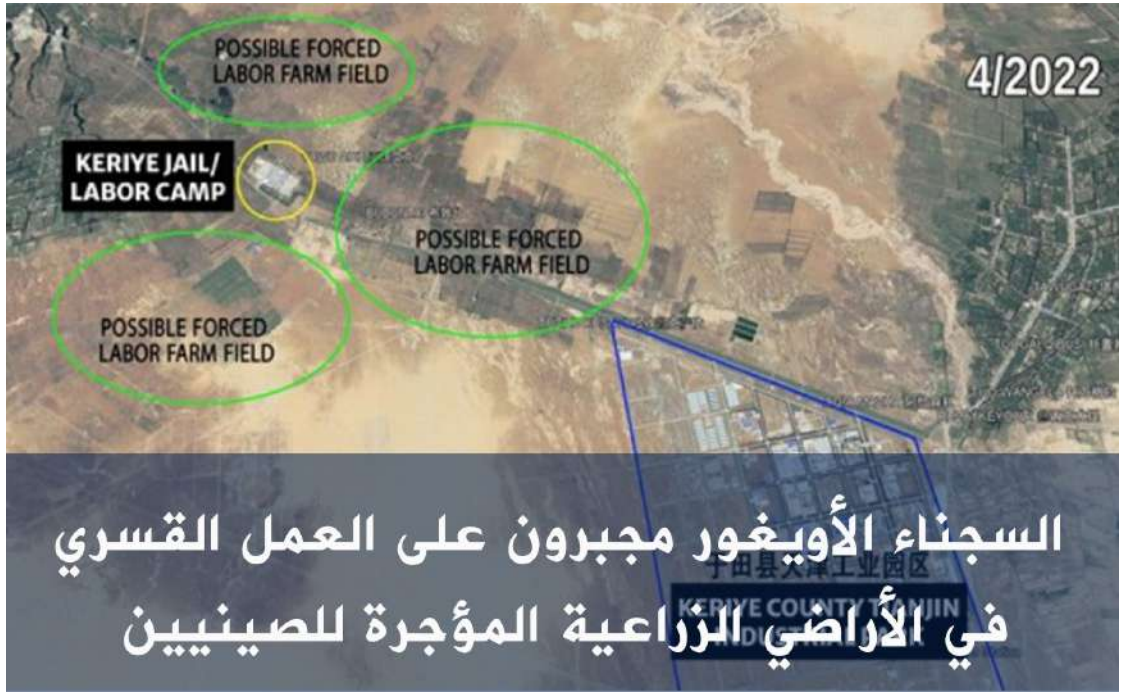 POSSIBLE FORCED
LABOR FARM FIELD
4/2022
KERIYE JAIL/
LABOR CAMP
POSSIBLE FORCED
LABOR FARM FIELD
POSSIBLE FORCED
LABOR FARM FIELD
السجناء الأويغور مجبرون على العمل القسري
于田县天津工业园区
KERIYE COUNTY TIANJIN
INDUSTRIAL PARK
في الأراضي الزراعية المؤجرة للصينيين